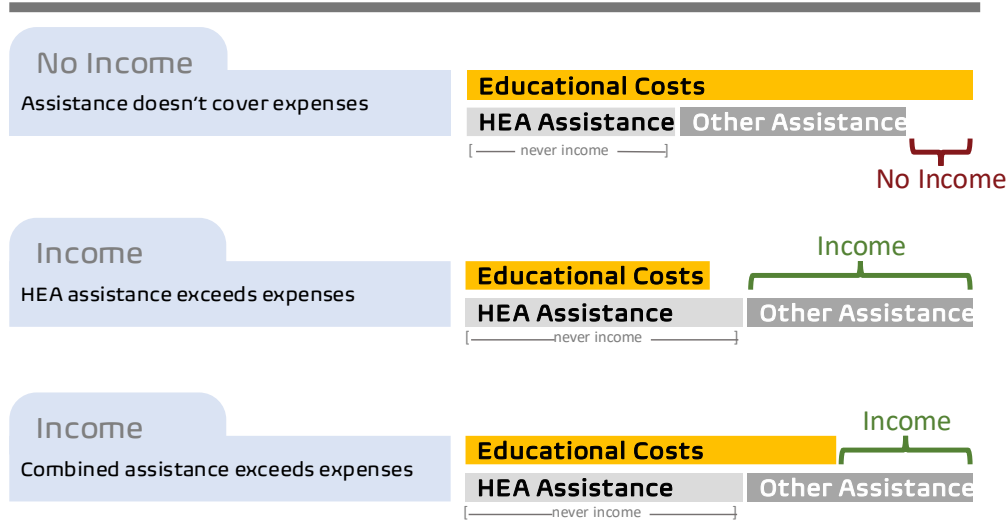 No Income
Assistance doesn't cover expenses
Educational Costs
HEA Assistance
Other Assistance
[ never income ]
No Income
Income
HEA assistance exceeds expenses
Income
Educational Costs
HEA Assistance
Other Assistance
[ never income ]
Income
Combined assistance exceeds expenses
Income
Educational Costs
HEA Assistance
Other Assistance
[ never income ]